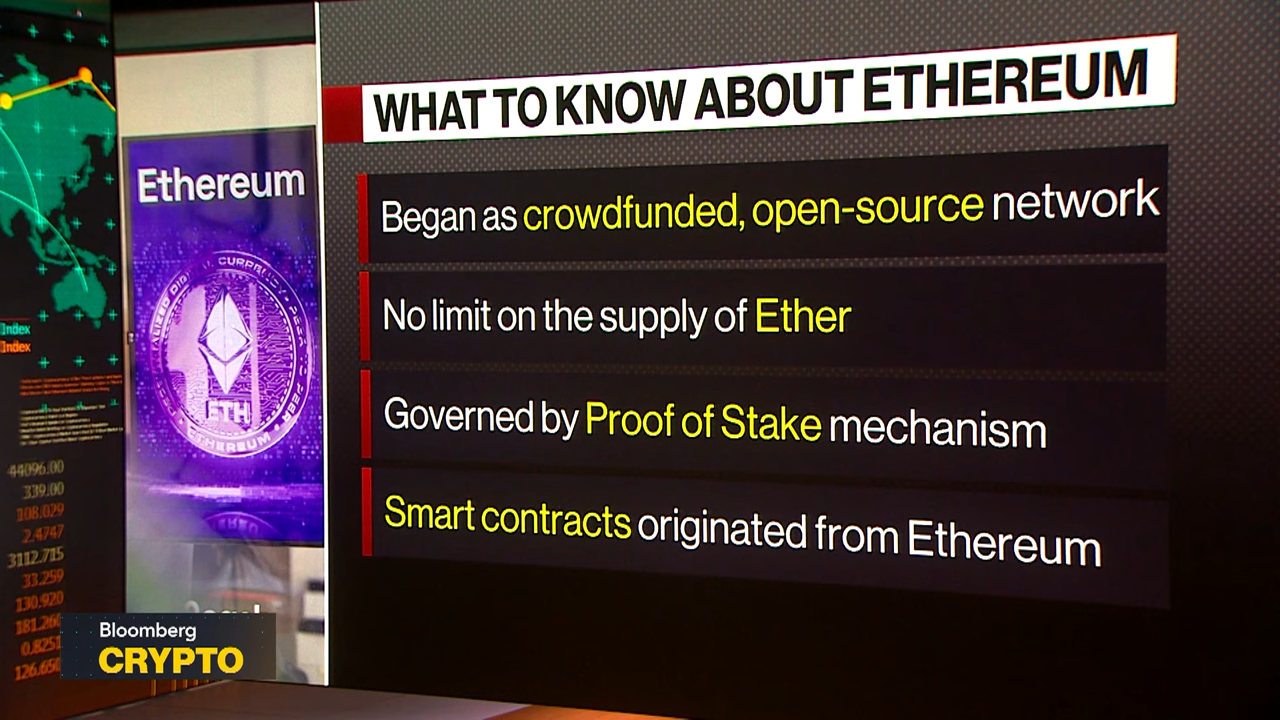 WHAT TO KNOW ABOUT ETHEREUM
Began as crowdfunded, open-source network
No limit on the supply of Ether
Governed by Proof of Stake mechanism
Smart contracts originated from Ethereum
Ethereum
ETH
ETHEREUM
Index
Index
44096.00
339.00
108.029
2.4747
3112.715
33.259
130.920
181.260
0.8251
126.650
Bloomberg
CRYPTO